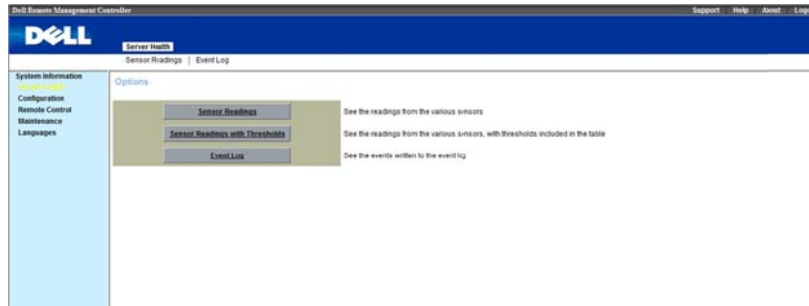 Dell Remote Management Controller
Support Help About
DELL
Server Health
Sensor Readings | Event Log
System Information
Configuration
Remote Control
Maintenance
Languages
Options
Sensor Readings
See the readings from the various sensors
Sensor Readings with Thresholds
See the readings from the various sensors, with thresholds included in the table
Event Log
See the events written to the event log